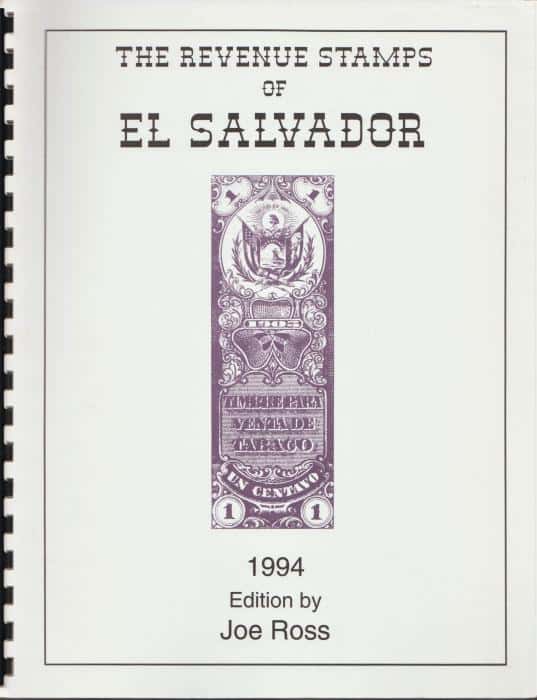 THE REVENUE STAMPS
OF
EL SALVADOR
1 1
1905
TIMBRE PARA
VENTA DE
TABACO
UN CENTAVO
1 1
1994
Edition by
Joe Ross